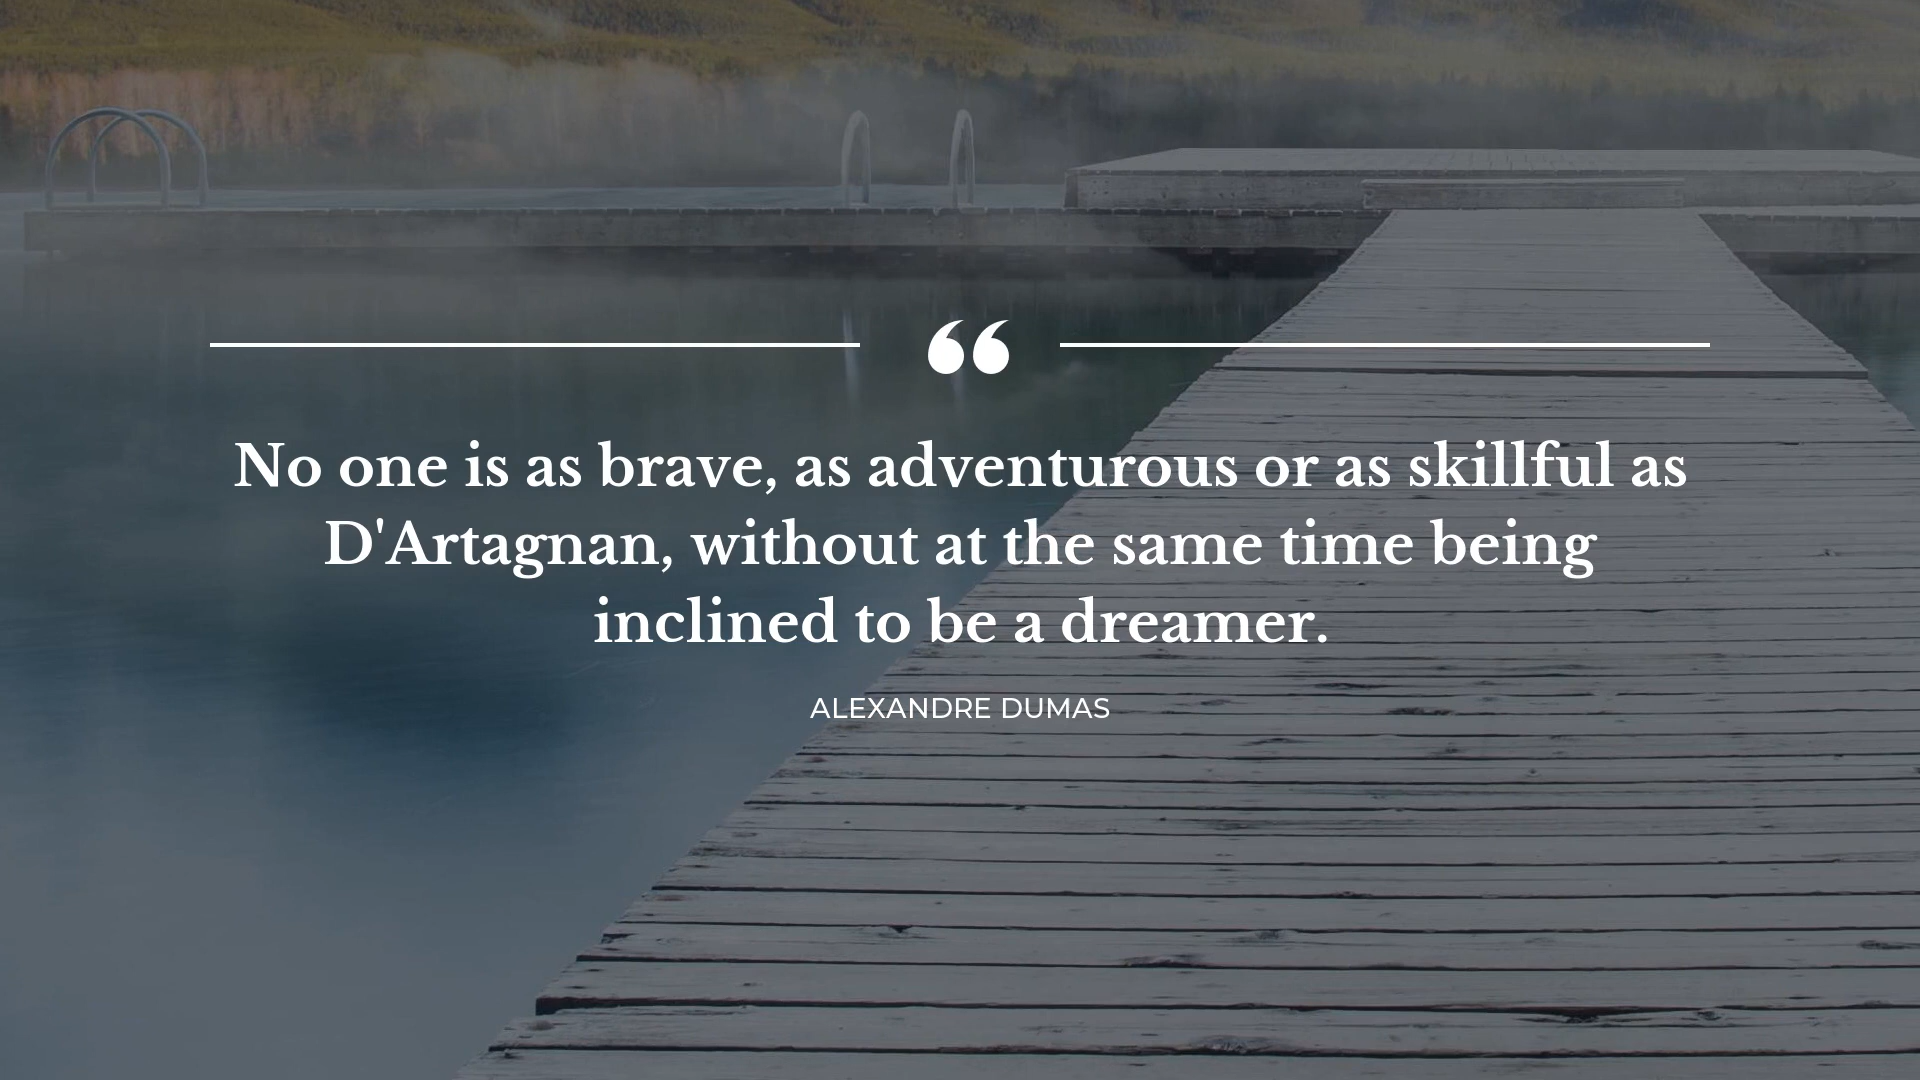 “
No one is as brave, as adventurous or as skillful as
D'Artagnan, without at the same time being
inclined to be a dreamer.
ALEXANDRE DUMAS